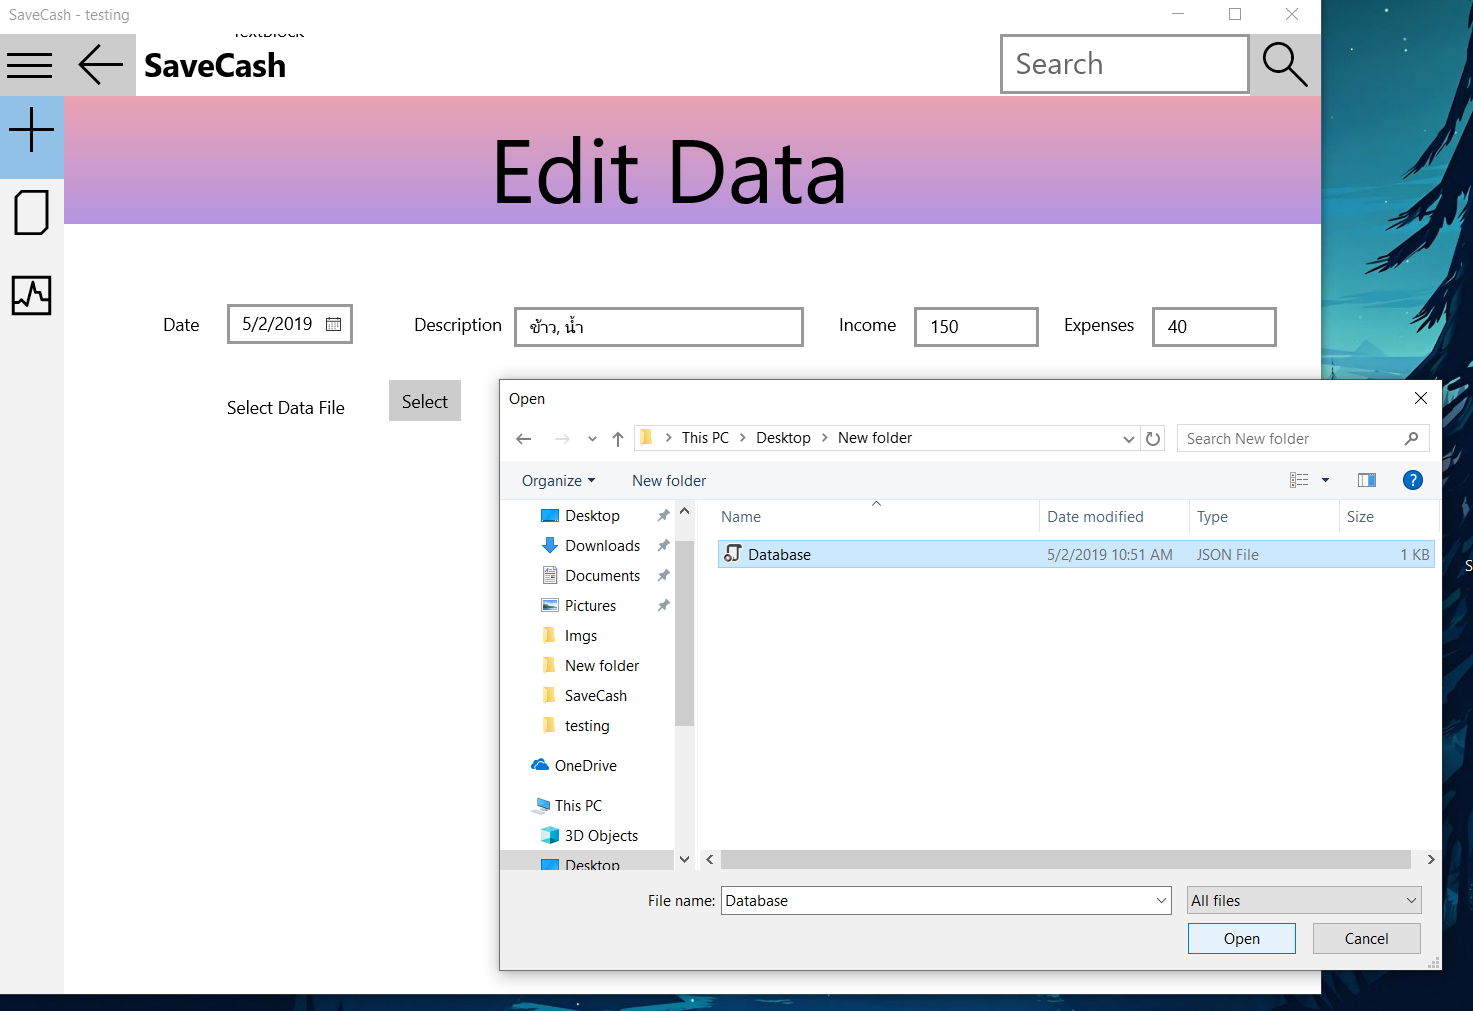 SaveCash - testing
TextBlock
SaveCash
Search
Edit Data
Date
5/2/2019
Description
ข้าว, น้ำ
Income
150
Expenses
40
Select Data File
Select
Open
This PC
Desktop
New folder
Search New folder
Organize
New folder
?
Desktop
Downloads
Documents
Pictures
Imgs
New folder
SaveCash
testing
OneDrive
This PC
3D Objects
Desktop
Name
Date modified
Type
Size
Database
5/2/2019 10:51 AM
JSON File
1 KB
File name:
Database
All files
Open
Cancel
S